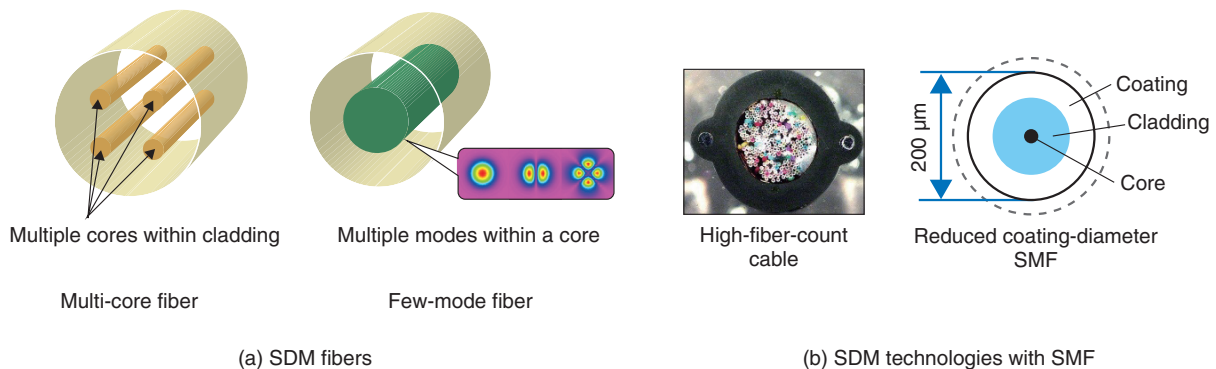 Multiple cores within cladding
Multi-core fiber
Multiple modes within a core
Few-mode fiber
(a) SDM fibers
High-fiber-count
cable
200 µm
Coating
Cladding
Core
Reduced coating-diameter
SMF
(b) SDM technologies with SMF